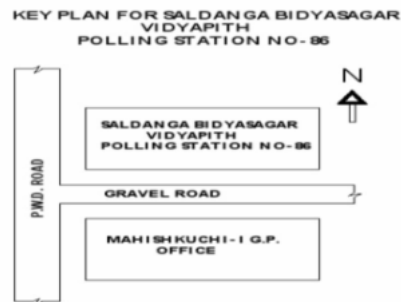 KEY PLAN FOR SALDANGA BIDYASAGAR
VIDYAPITH
POLLING STATION NO-86
N
SALDANGA BIDYASAGAR
VIDYAPITH
POLLING STATION NO-86
P.W.D. ROAD
GRAVEL ROAD
MAHISHKUCHI-I G.P.
OFFICE